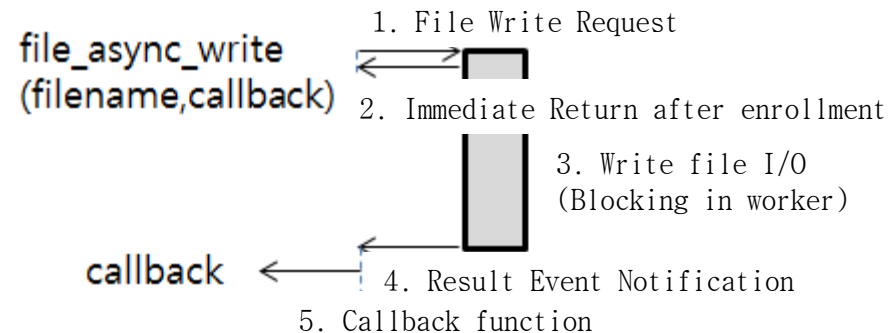 1. File Write Request
file_async_write
(filename,callback)
2. Immediate Return after enrollment
3. Write file I/O
(Blocking in worker)
callback
4. Result Event Notification
5. Callback function